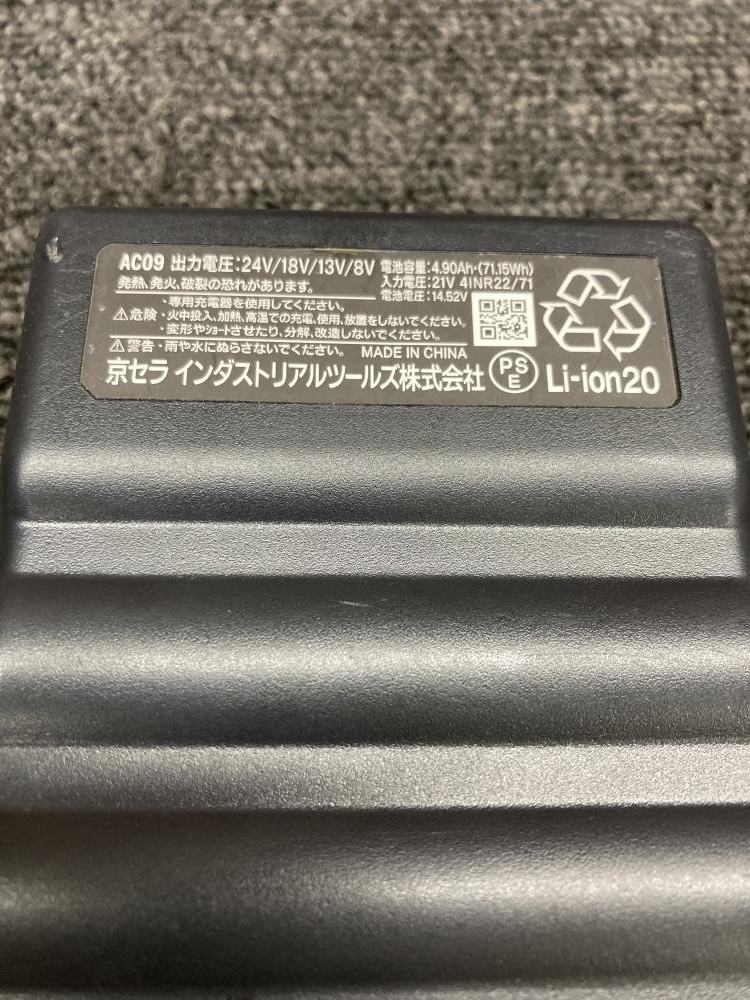 AC09 出力電圧:24V/18V/13V/8V 電池容量:4.90Ah・(71.15Wh)
発熱、発火、破裂の恐れがあります。 入力電圧:21V 4INR22/71
電池電圧:14.52V
⚠危険
・専用充電器を使用してください。
・火中投入、加熱、高温での充電、使用、放置をしないでください。
・変形やショートさせたり、分解、改造しないでください。
⚠警告・雨や水にぬらさないでください。 MADE IN CHINA
京セラ インダストリアルツールズ株式会社 PSE Li-ion20